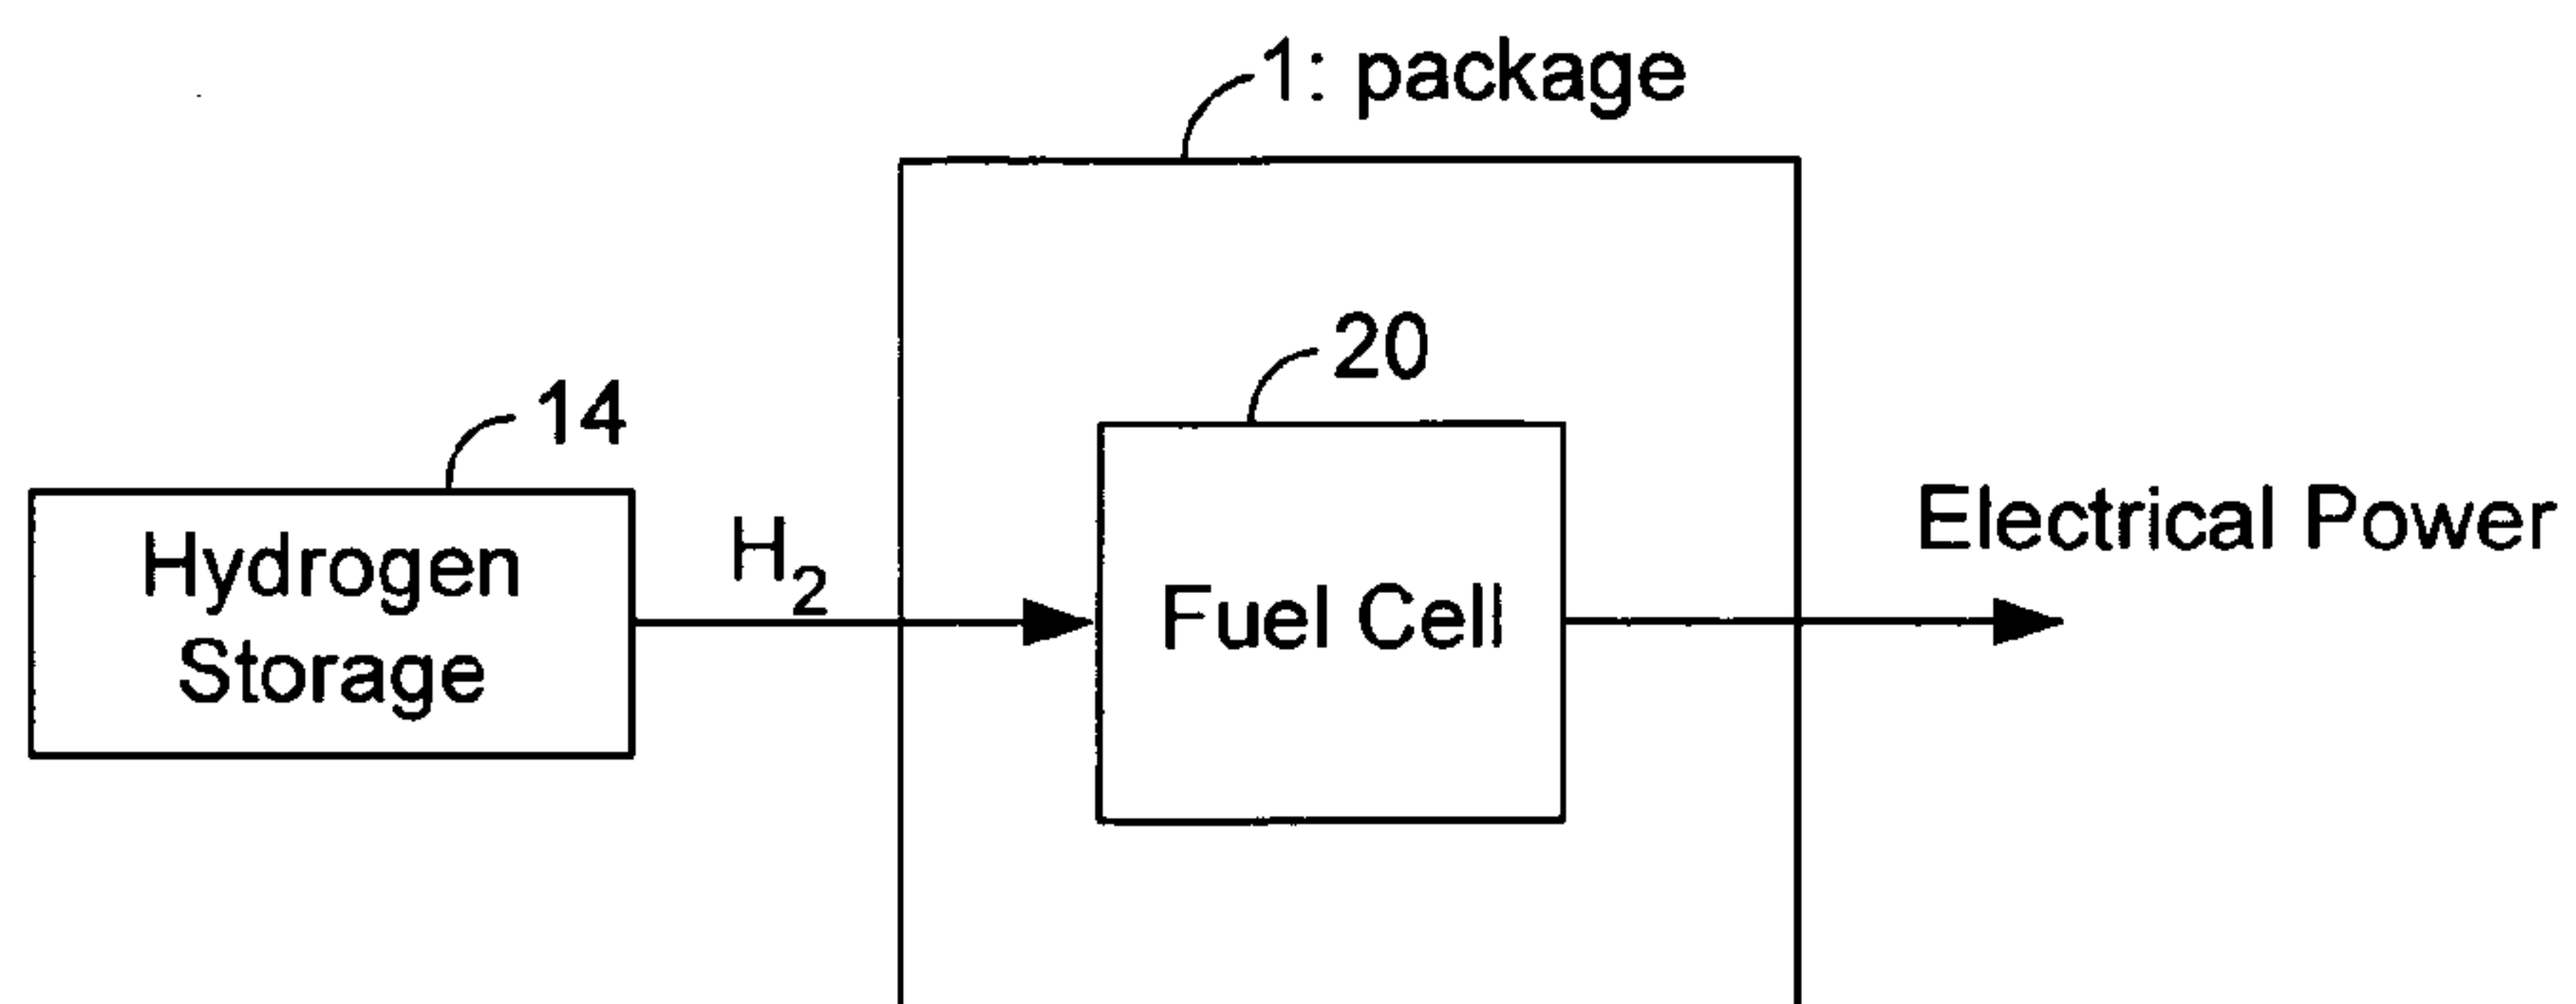 1: package
20
14
Hydrogen
Storage
H₂
Fuel Cell
Electrical Power